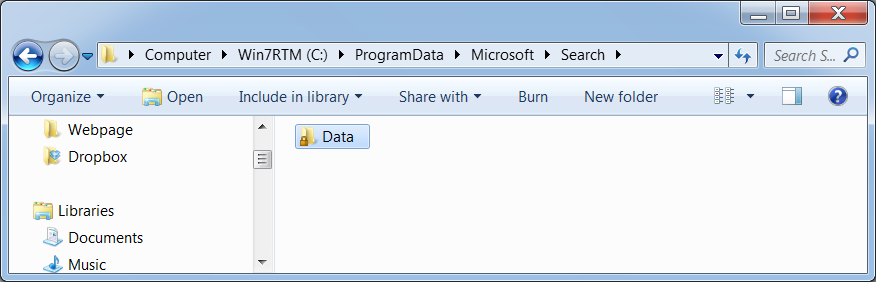 Computer Win7RTM (C:) ProgramData Microsoft Search Search S...
Organize Open Include in library Share with Burn New folder
Webpage
Dropbox
Libraries
Documents
Music
Data